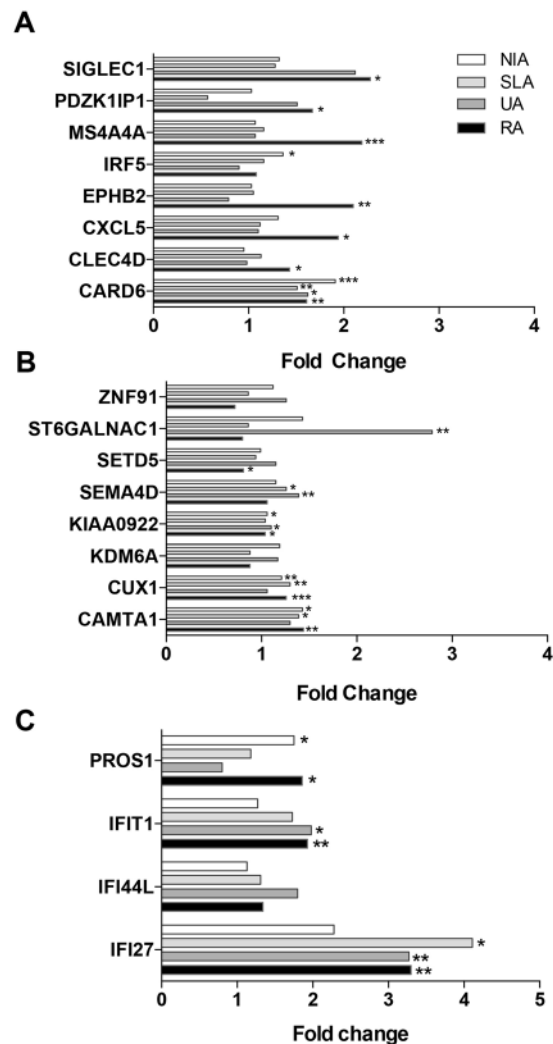 A
NIA
SLA
UA
RA
SIGLEC1
*
PDZK1IP1
*
MS4A4A
***
IRF5
*
EPHB2
**
CXCL5
*
CLEC4D
*
CARD6
***
**
*
**
0 1 2 3 4
Fold Change
B
ZNF91
ST6GALNAC1
**
SETD5
*
SEMA4D
*
**
KIAA0922
*
*
*
KDM6A
CUX1
**
**
***
CAMTA1
*
*
**
0 1 2 3 4
Fold Change
C
PROS1
*
*
IFIT1
*
**
IFI44L
IFI27
*
**
**
0 1 2 3 4 5
Fold change